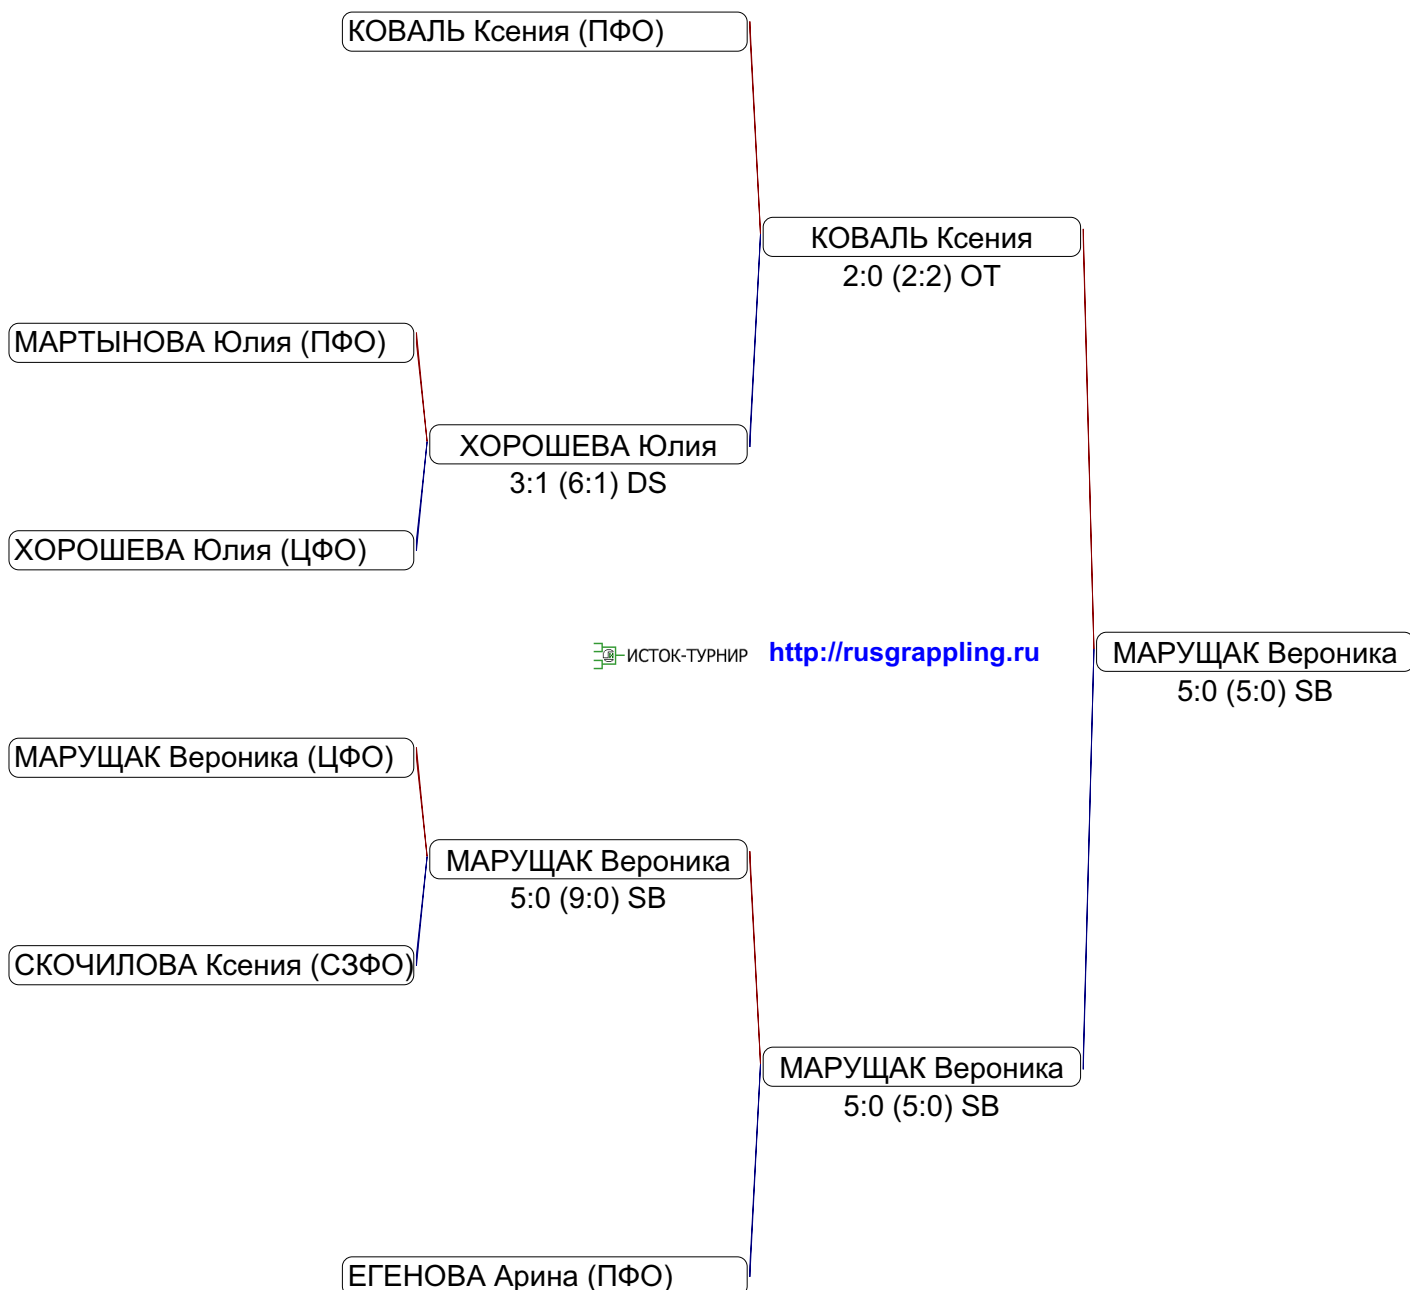 КОВАЛЬ Ксения (ПФО)
КОВАЛЬ Ксения
2:0 (2:2) OT
МАРТЫНОВА Юлия (ПФО)
ХОРОШЕВА Юлия
3:1 (6:1) DS
ХОРОШЕВА Юлия (ЦФО)
ИСТОК-ТУРНИР http://rusgrappling.ru
МАРУЩАК Вероника
5:0 (5:0) SB
МАРУЩАК Вероника (ЦФО)
МАРУЩАК Вероника
5:0 (9:0) SB
СКОЧИЛОВА Ксения (СЗФО)
МАРУЩАК Вероника
5:0 (5:0) SB
ЕГЕНОВА Арина (ПФО)